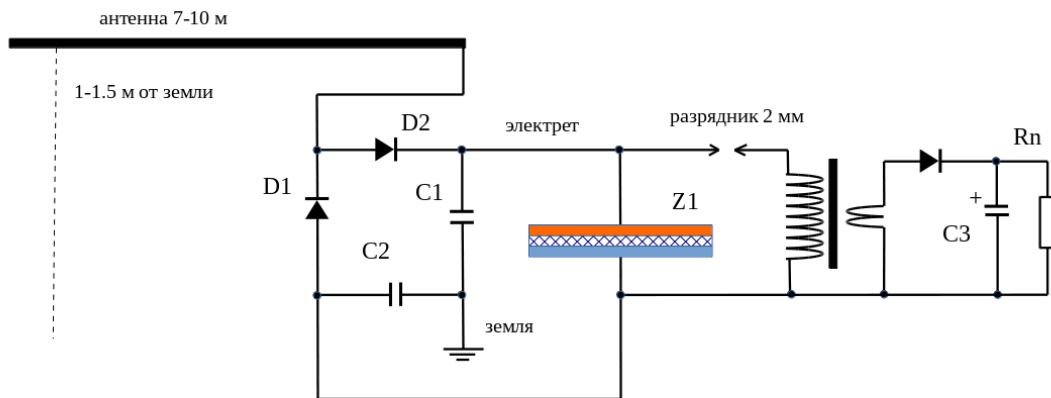 антенна 7-10 м
1-1.5 м от земли
D2
электрет
разрядник 2 мм
Rn
D1
C1
Z1
C2
+
C3
земля